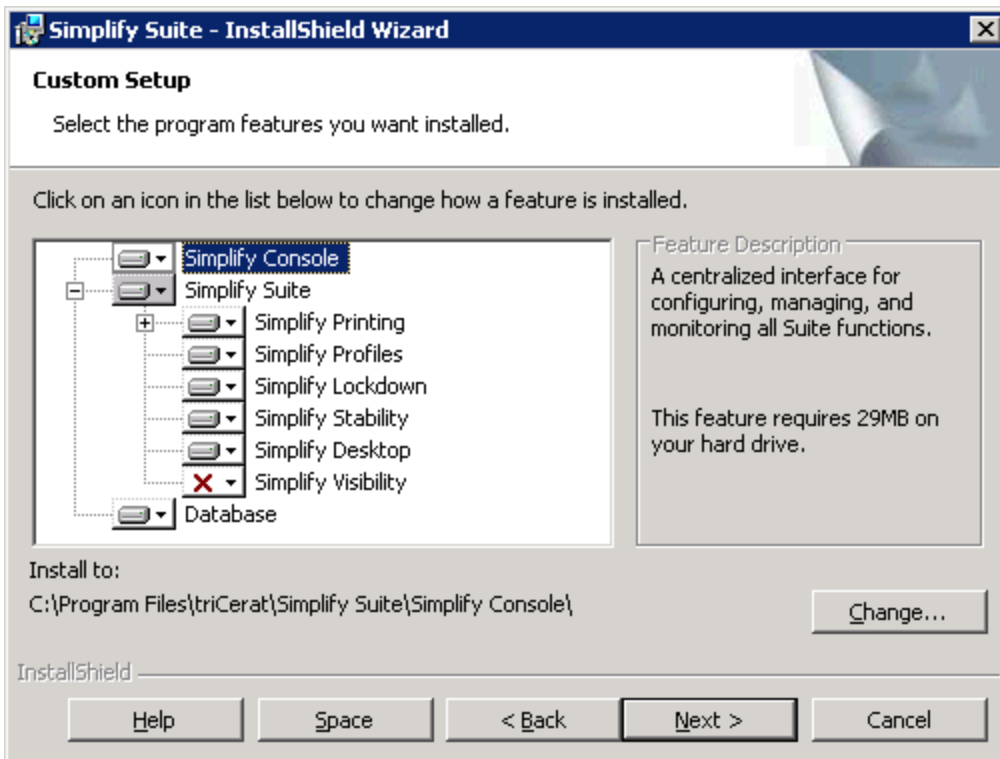 Simplify Suite - InstallShield Wizard
Custom Setup
Select the program features you want installed.
Click on an icon in the list below to change how a feature is installed.
Simplify Console
Simplify Suite
Simplify Printing
Simplify Profiles
Simplify Lockdown
Simplify Stability
Simplify Desktop
Simplify Visibility
Database
Feature Description
A centralized interface for
configuring, managing, and
monitoring all Suite functions.
This feature requires 29MB on
your hard drive.
Install to:
C:\Program Files\triCerat\Simplify Suite\Simplify Console\
Change...
InstallShield
Help
Space
< Back
Next >
Cancel